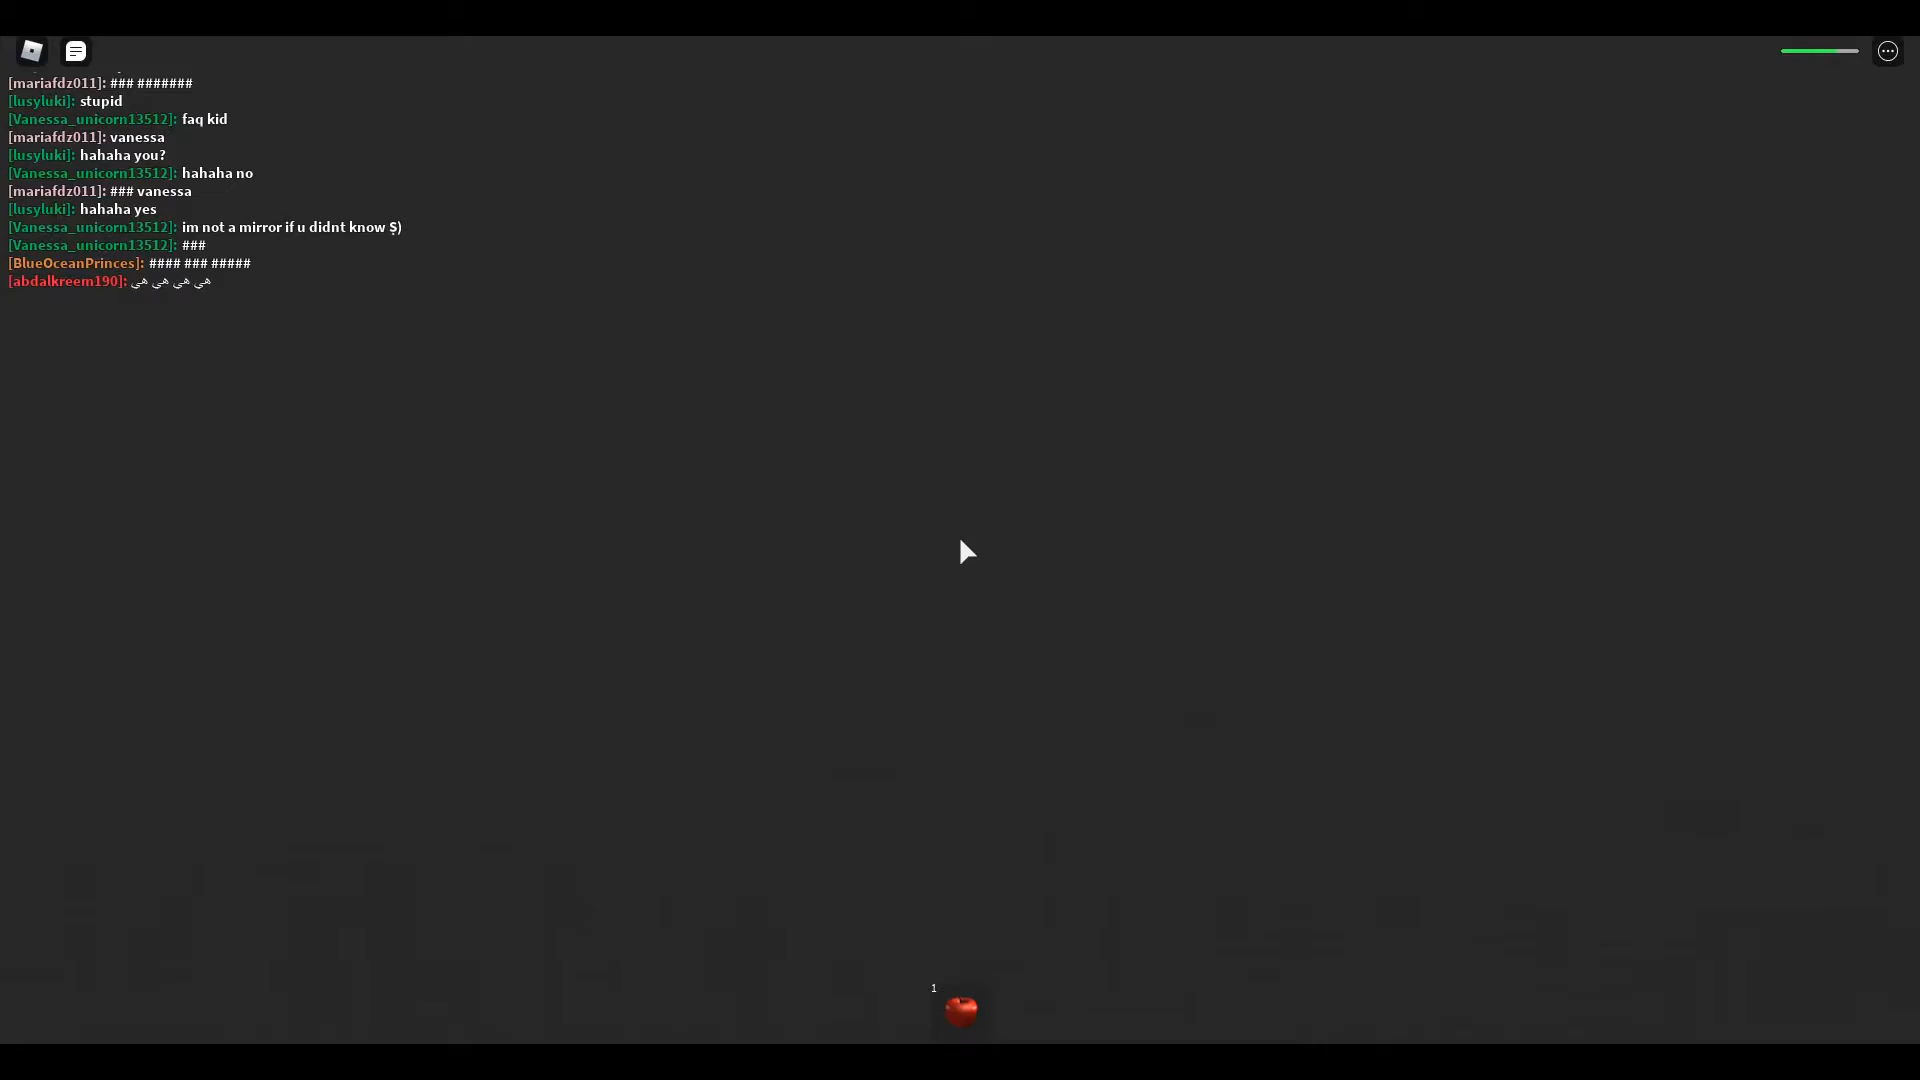 [mariafdz011]: ### #######
[lusyluki]: stupid
[Vanessa_unicorn13512]: faq kid
[mariafdz011]: vanessa
[lusyluki]: hahaha you?
[Vanessa_unicorn13512]: hahaha no
[mariafdz011]: ### vanessa
[lusyluki]: hahaha yes
[Vanessa_unicorn13512]: im not a mirror if u didnt know $)
[Vanessa_unicorn13512]: ###
[BlueOceanPrinces]: #### ### #####
[abdalkreem190]: هي هي هي هي
1